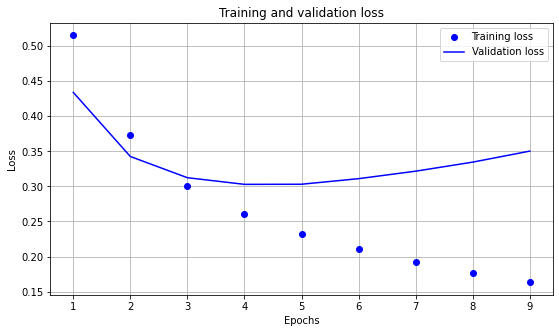 Training and validation loss
Training loss
Validation loss
0.50
0.45
0.40
0.35
0.30
0.25
0.20
0.15
Loss
1 2 3 4 5 6 7 8 9
Epochs